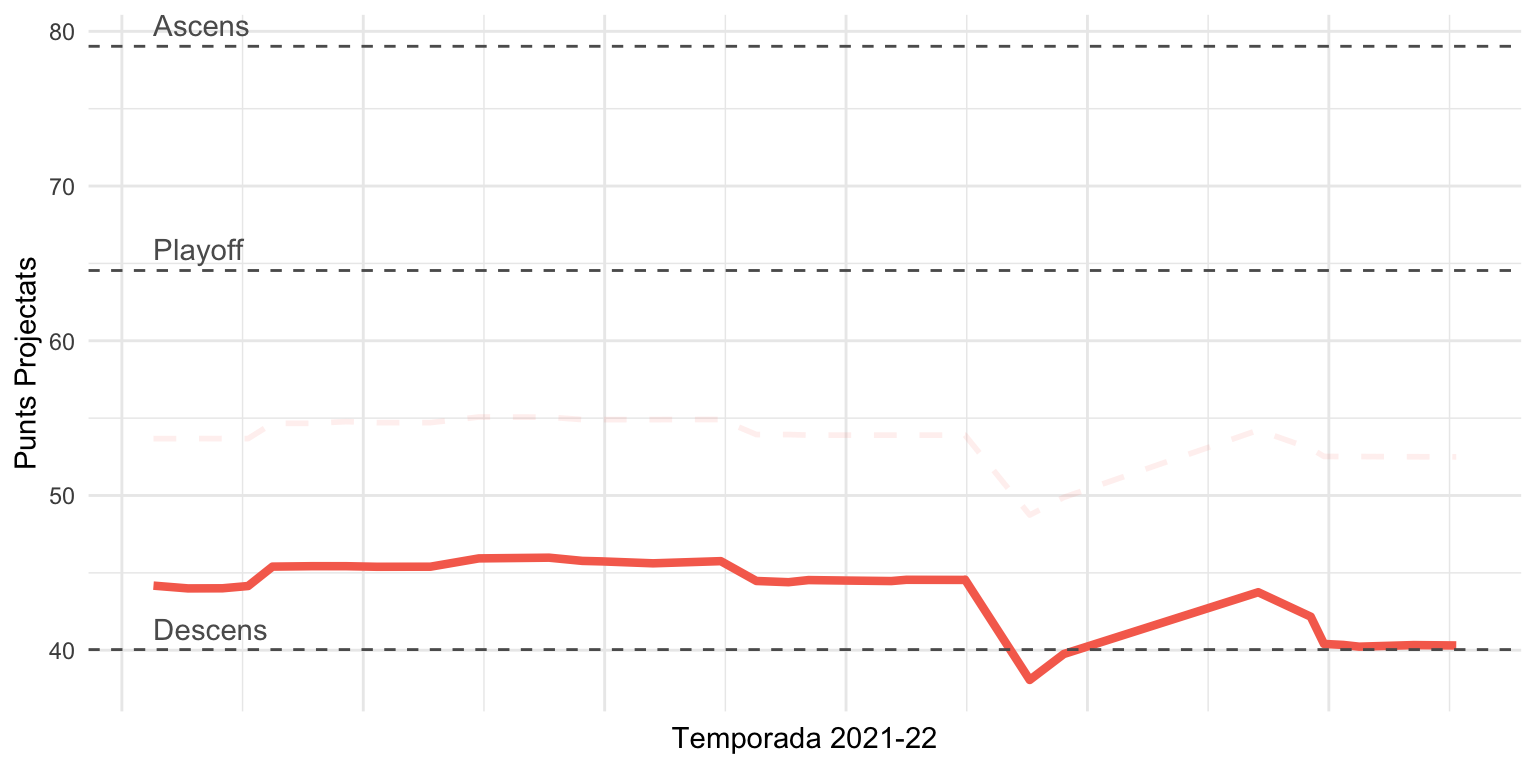 Ascens
80
70
Playoff
60
50
Descens
40
Punts Projectats
Temporada 2021-22